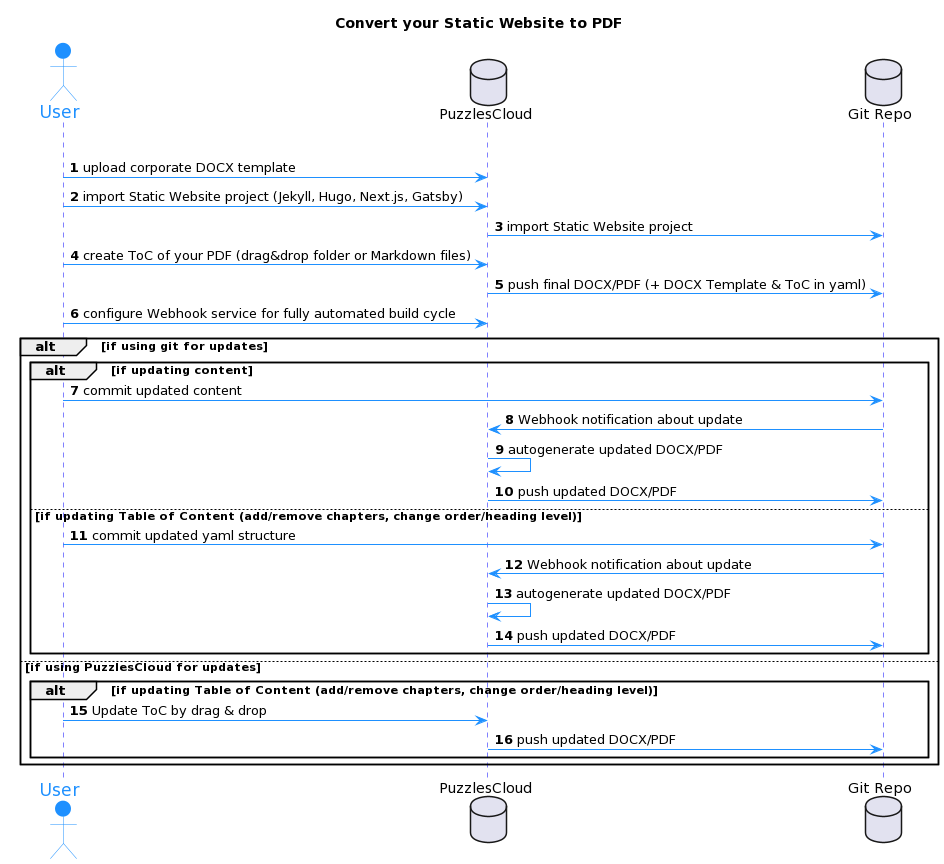 Convert your Static Website to PDF
User
PuzzlesCloud
Git Repo
1 upload corporate DOCX template
2 import Static Website project (Jekyll, Hugo, Next.js, Gatsby)
3 import Static Website project
4 create ToC of your PDF (drag&drop folder or Markdown files)
5 push final DOCX/PDF (+ DOCX Template & ToC in yaml)
6 configure Webhook service for fully automated build cycle
alt [if using git for updates]
alt [if updating content]
7 commit updated content
8 Webhook notification about update
9 autogenerate updated DOCX/PDF
10 push updated DOCX/PDF
[if updating Table of Content (add/remove chapters, change order/heading level)]
11 commit updated yaml structure
12 Webhook notification about update
13 autogenerate updated DOCX/PDF
14 push updated DOCX/PDF
[if using PuzzlesCloud for updates]
alt [if updating Table of Content (add/remove chapters, change order/heading level)]
15 Update ToC by drag & drop
16 push updated DOCX/PDF
User
PuzzlesCloud
Git Repo